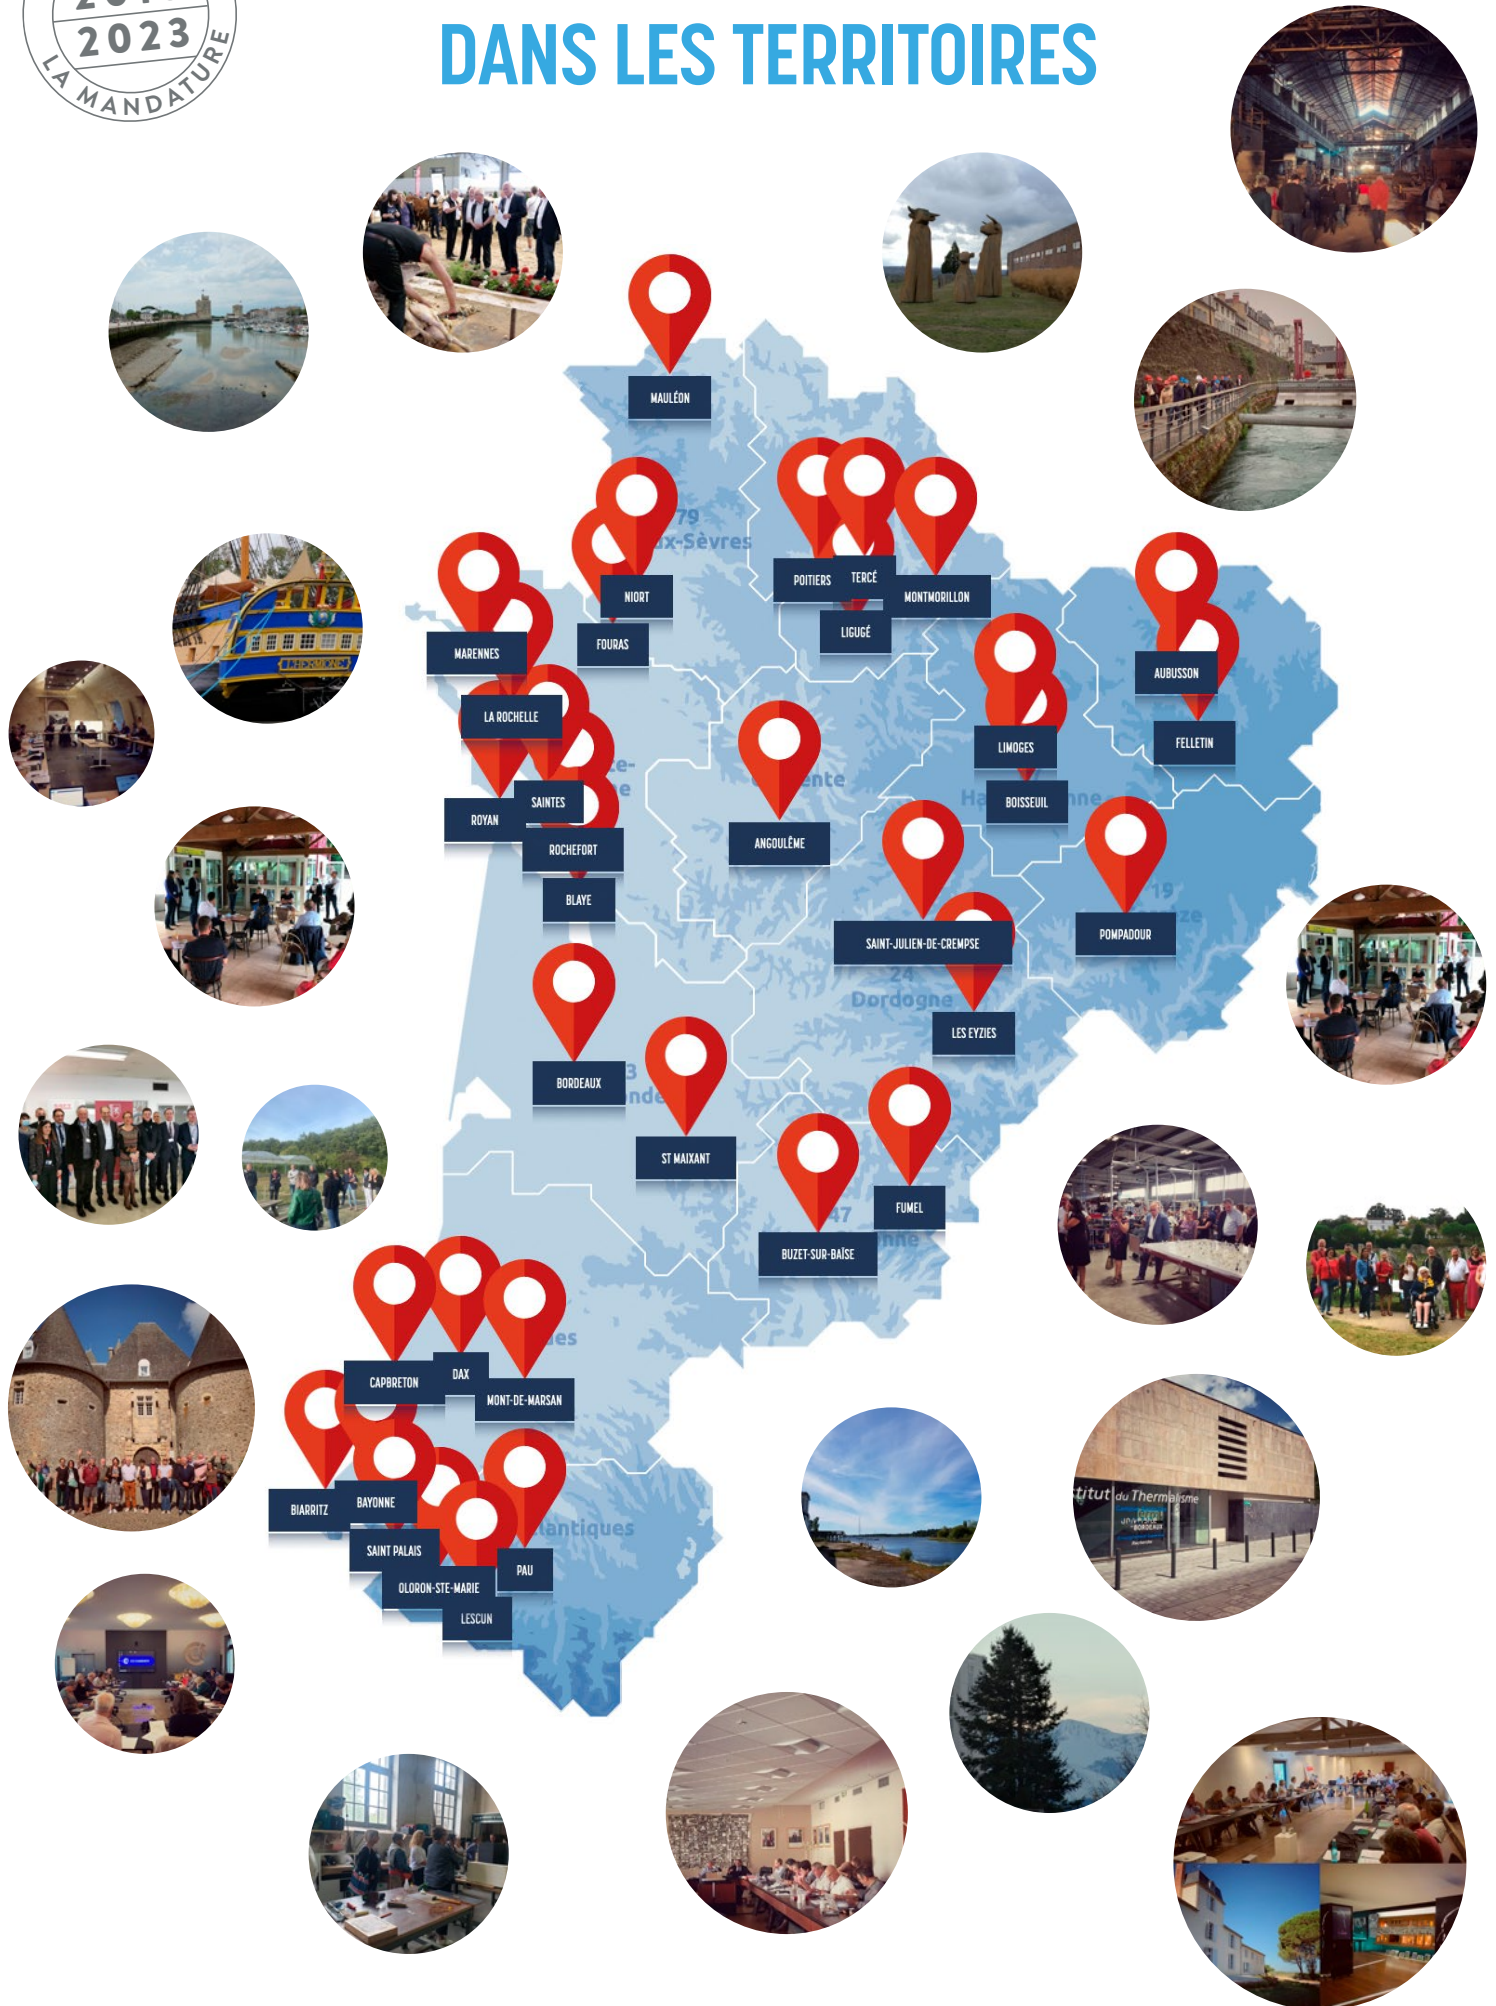 2023
LA MANDATURE
DANS LES TERRITOIRES
MAULÉON
79
x-Sèvres
NIORT
FOURAS
POITIERS
TERCÉ
MONTMORILLON
LIGUGÉ
MARENNES
LA ROCHELLE
ROYAN
SAINTES
ROCHEFORT
BLAYE
AUBUSSON
FELLETIN
LIMOGES
BOISSEUIL
ANGOULÊME
SAINT-JULIEN-DE-CREMPSE
POMPADOUR
19
24
Dordogne
LES EYZIES
BORDEAUX
ST MAIXANT
FUMEL
47
BUZET-SUR-BAÏSE
CAPBRETON
DAX
MONT-DE-MARSAN
BIARRITZ
BAYONNE
SAINT PALAIS
OLORON-STE-MARIE
PAU
LESCUN
lantiques
L'HERMIONE
titut du Thermalisme
BORDEAUX